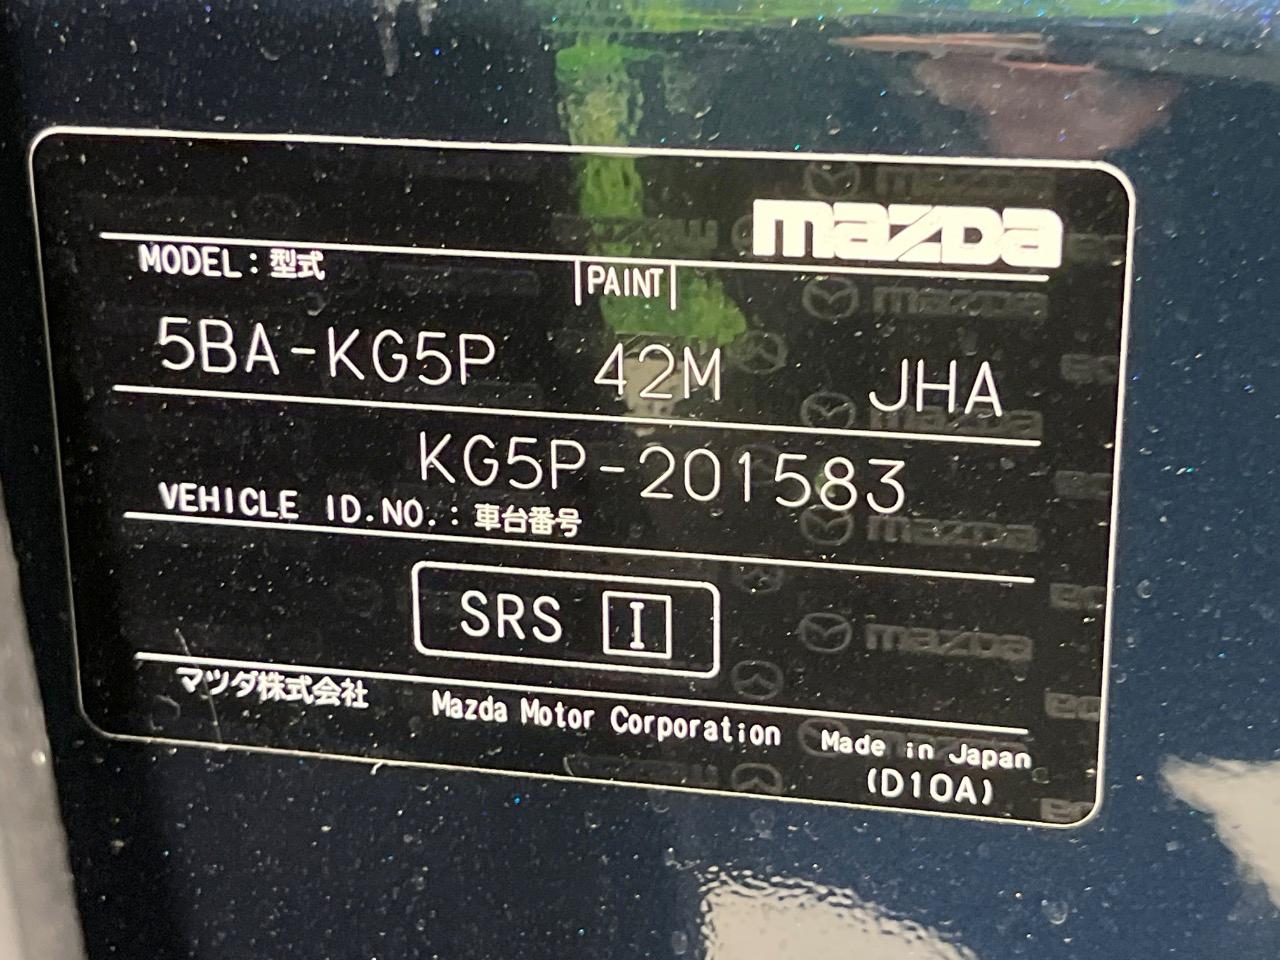 mazda
MODEL：型式 PAINT
5BA-KG5P 42M JHA
KG5P-201583
VEHICLE ID.NO.：車台番号
SRS I
マツダ株式会社 Mazda Motor Corporation Made in Japan
(D10A)